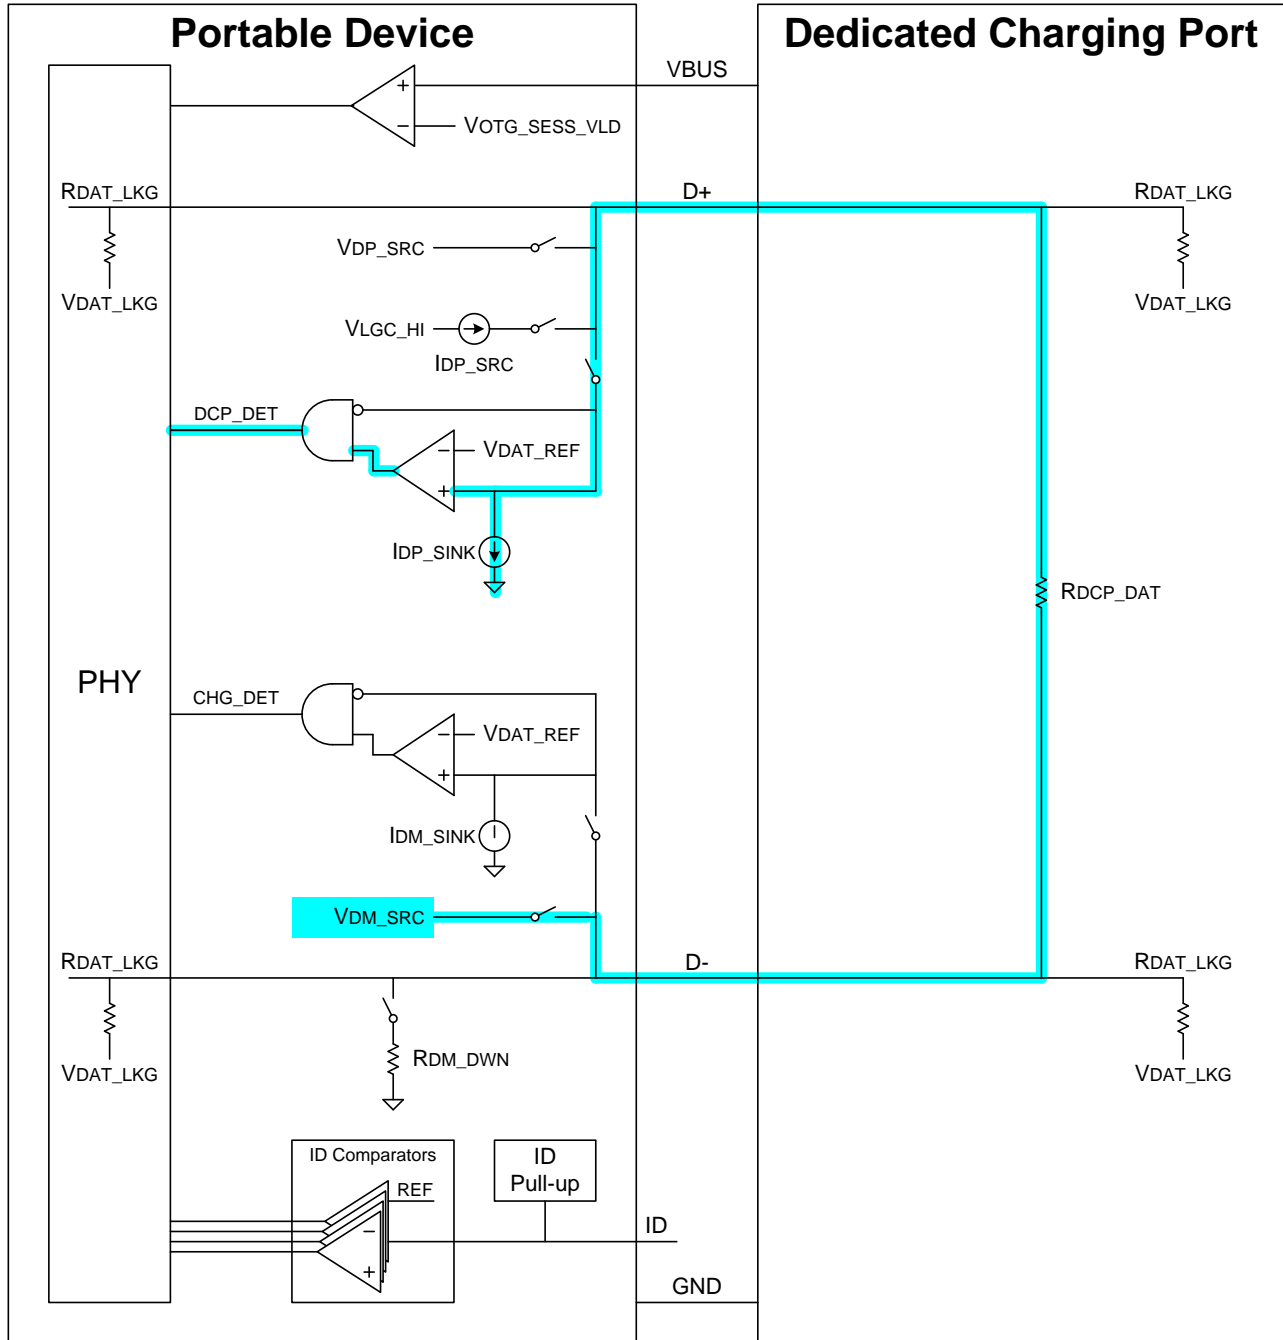 Portable Device
Dedicated Charging Port
VBUS
+
−
VOTG_SESS_VLD
RDAT_LKG
D+
RDAT_LKG
VDP_SRC
VDAT_LKG
VDAT_LKG
VLGC_HI
IDP_SRC
DCP_DET
−
VDAT_REF
+
IDP_SINK
RDCP_DAT
PHY
CHG_DET
−
VDAT_REF
+
IDM_SINK
VDM_SRC
RDAT_LKG
D-
RDAT_LKG
RDM_DWN
VDAT_LKG
VDAT_LKG
ID Comparators
REF
−
+
ID
Pull-up
ID
GND